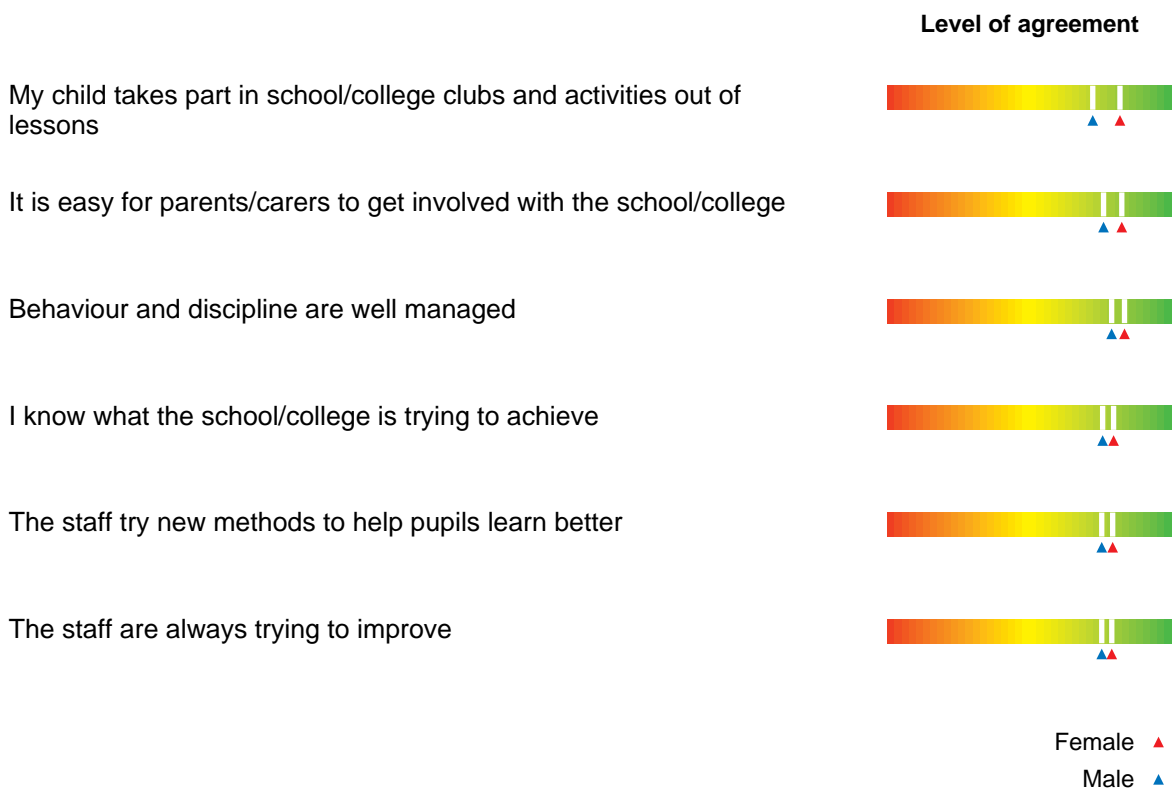 Level of agreement
My child takes part in school/college clubs and activities out of
lessons
It is easy for parents/carers to get involved with the school/college
Behaviour and discipline are well managed
I know what the school/college is trying to achieve
The staff try new methods to help pupils learn better
The staff are always trying to improve
Female
Male